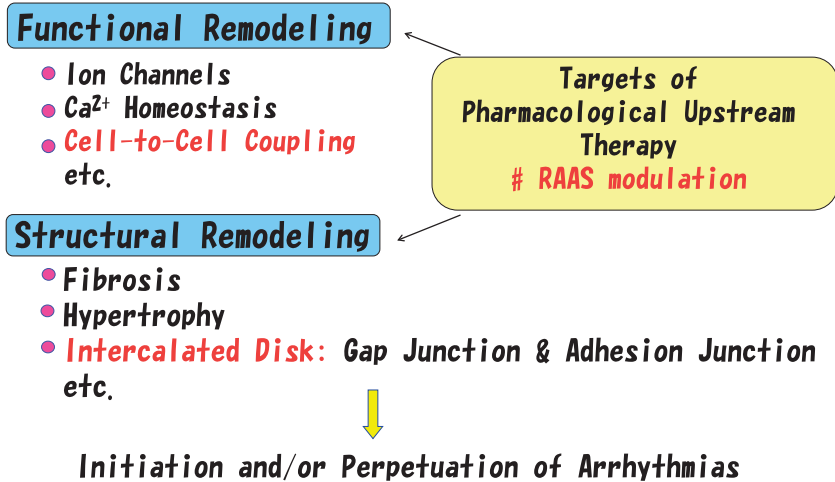 Functional Remodeling
Ion Channels
Ca²⁺ Homeostasis
Cell-to-Cell Coupling
etc.
Targets of
Pharmacological Upstream
Therapy
# RAAS modulation
Structural Remodeling
Fibrosis
Hypertrophy
Intercalated Disk: Gap Junction & Adhesion Junction
etc.
Initiation and/or Perpetuation of Arrhythmias